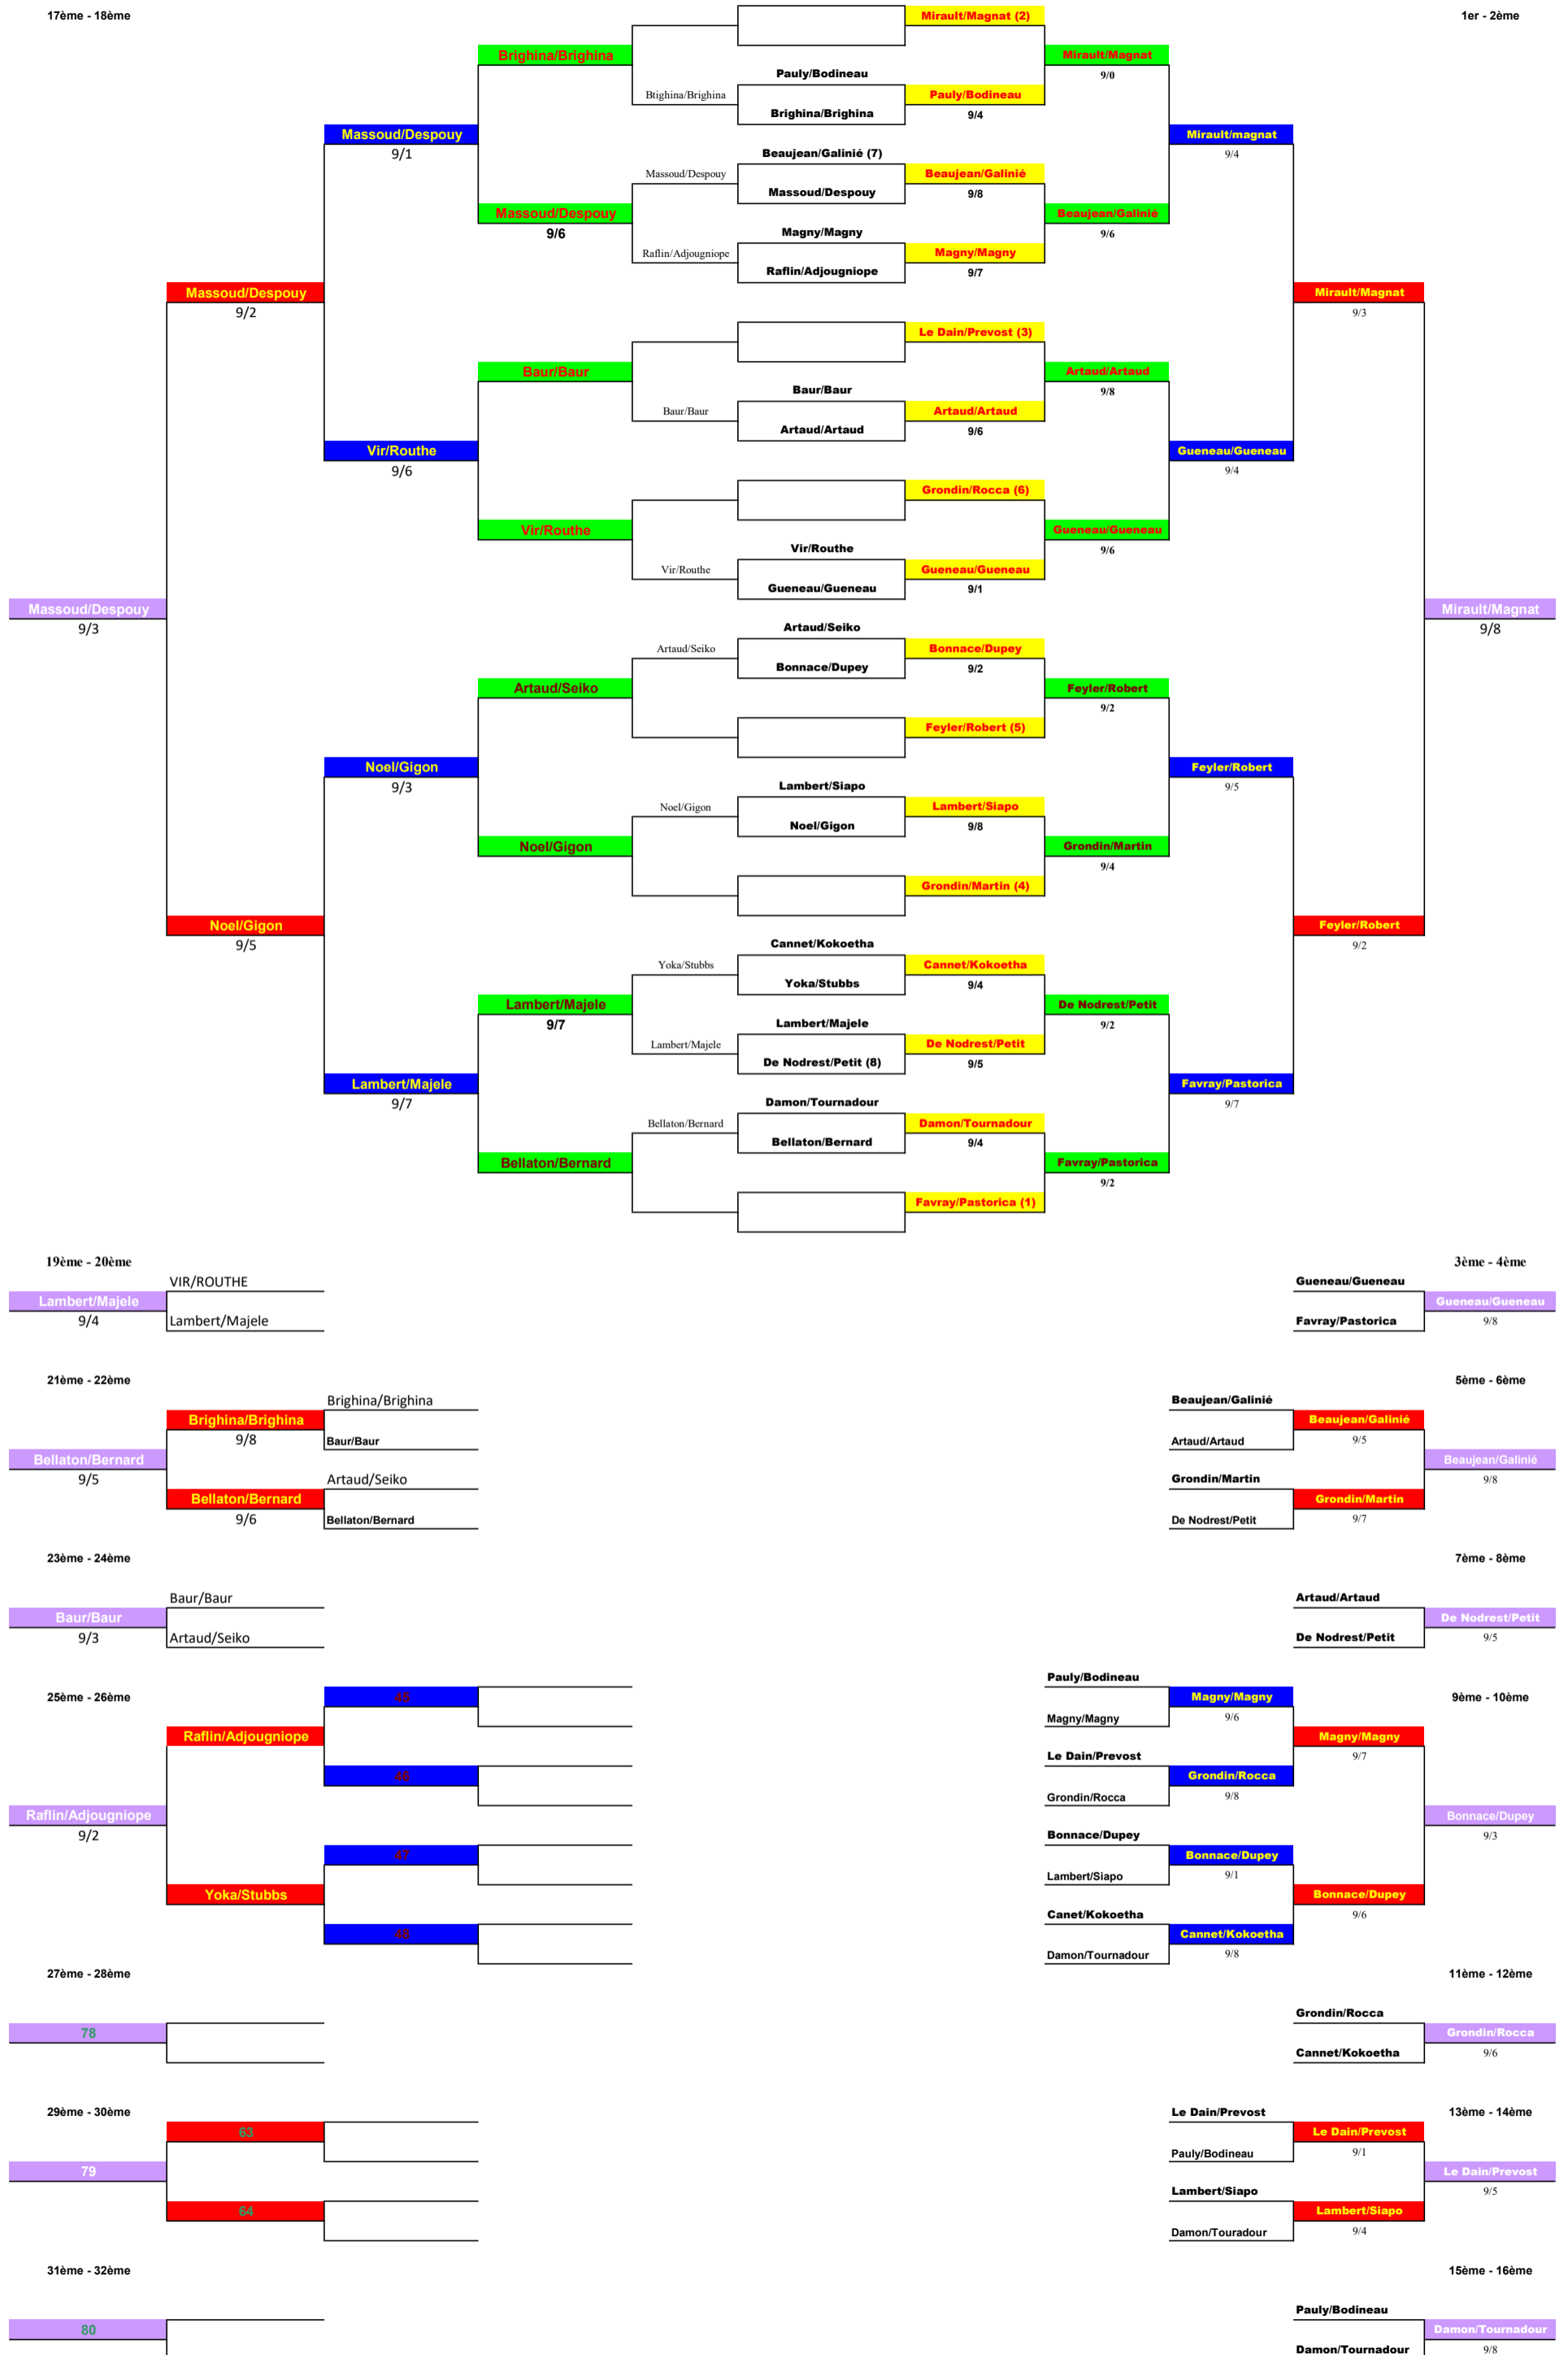 17ème - 18ème
1er - 2ème
Mirault/Magnat (2)
Brighina/Brighina
Mirault/Magnat
Pauly/Bodineau
9/0
Btighina/Brighina
Pauly/Bodineau
Brighina/Brighina
9/4
Massoud/Despouy
Mirault/magnat
9/1
Beaujean/Galinié (7)
9/4
Massoud/Despouy
Beaujean/Galinié
Massoud/Despouy
9/8
Massoud/Despouy
Beaujean/Galinié
9/6
Magny/Magny
9/6
Raflin/Adjougniope
Magny/Magny
Raflin/Adjougniope
9/7
Massoud/Despouy
Mirault/Magnat
9/2
9/3
Le Dain/Prevost (3)
Baur/Baur
Artaud/Artaud
Baur/Baur
9/8
Baur/Baur
Artaud/Artaud
Artaud/Artaud
9/6
Vir/Routhe
Gueneau/Gueneau
9/6
9/4
Grondin/Rocca (6)
Vir/Routhe
Gueneau/Gueneau
Vir/Routhe
9/6
Vir/Routhe
Gueneau/Gueneau
Gueneau/Gueneau
9/1
Massoud/Despouy
Mirault/Magnat
9/3
Artaud/Seiko
9/8
Artaud/Seiko
Bonnace/Dupey
Bonnace/Dupey
9/2
Artaud/Seiko
Feyler/Robert
9/2
Feyler/Robert (5)
Noel/Gigon
Feyler/Robert
9/3
Lambert/Siapo
9/5
Noel/Gigon
Lambert/Siapo
Noel/Gigon
9/8
Noel/Gigon
Grondin/Martin
9/4
Grondin/Martin (4)
Noel/Gigon
Feyler/Robert
9/5
Cannet/Kokoetha
9/2
Yoka/Stubbs
Cannet/Kokoetha
Yoka/Stubbs
9/4
Lambert/Majele
De Nodrest/Petit
9/7
Lambert/Majele
9/2
Lambert/Majele
De Nodrest/Petit
De Nodrest/Petit (8)
9/5
Lambert/Majele
Favray/Pastorica
9/7
Damon/Tournadour
9/7
Bellaton/Bernard
Damon/Tournadour
Bellaton/Bernard
9/4
Bellaton/Bernard
Favray/Pastorica
9/2
Favray/Pastorica (1)
19ème - 20ème
3ème - 4ème
VIR/ROUTHE
Gueneau/Gueneau
Lambert/Majele
Gueneau/Gueneau
9/4
Lambert/Majele
Favray/Pastorica
9/8
21ème - 22ème
5ème - 6ème
Brighina/Brighina
Beaujean/Galinié
Brighina/Brighina
Beaujean/Galinié
9/8
Baur/Baur
Artaud/Artaud
9/5
Bellaton/Bernard
Beaujean/Galinié
9/5
Artaud/Seiko
Grondin/Martin
9/8
Bellaton/Bernard
Grondin/Martin
9/6
Bellaton/Bernard
De Nodrest/Petit
9/7
23ème - 24ème
7ème - 8ème
Baur/Baur
Artaud/Artaud
Baur/Baur
De Nodrest/Petit
9/3
Artaud/Seiko
De Nodrest/Petit
9/5
Pauly/Bodineau
25ème - 26ème
45
Magny/Magny
9ème - 10ème
Magny/Magny
9/6
Raflin/Adjougniope
Magny/Magny
Le Dain/Prevost
9/7
46
Grondin/Rocca
Grondin/Rocca
9/8
Raflin/Adjougniope
Bonnace/Dupey
9/2
Bonnace/Dupey
9/3
47
Bonnace/Dupey
Lambert/Siapo
9/1
Yoka/Stubbs
Bonnace/Dupey
Canet/Kokoetha
9/6
Cannet/Kokoetha
Damon/Tournadour
9/8
27ème - 28ème
11ème - 12ème
Grondin/Rocca
78
Grondin/Rocca
Cannet/Kokoetha
9/6
29ème - 30ème
Le Dain/Prevost
13ème - 14ème
63
Le Dain/Prevost
Pauly/Bodineau
9/1
79
Le Dain/Prevost
Lambert/Siapo
9/5
64
Lambert/Siapo
Damon/Touradour
9/4
31ème - 32ème
15ème - 16ème
Pauly/Bodineau
80
Damon/Tournadour
Damon/Tournadour
9/8